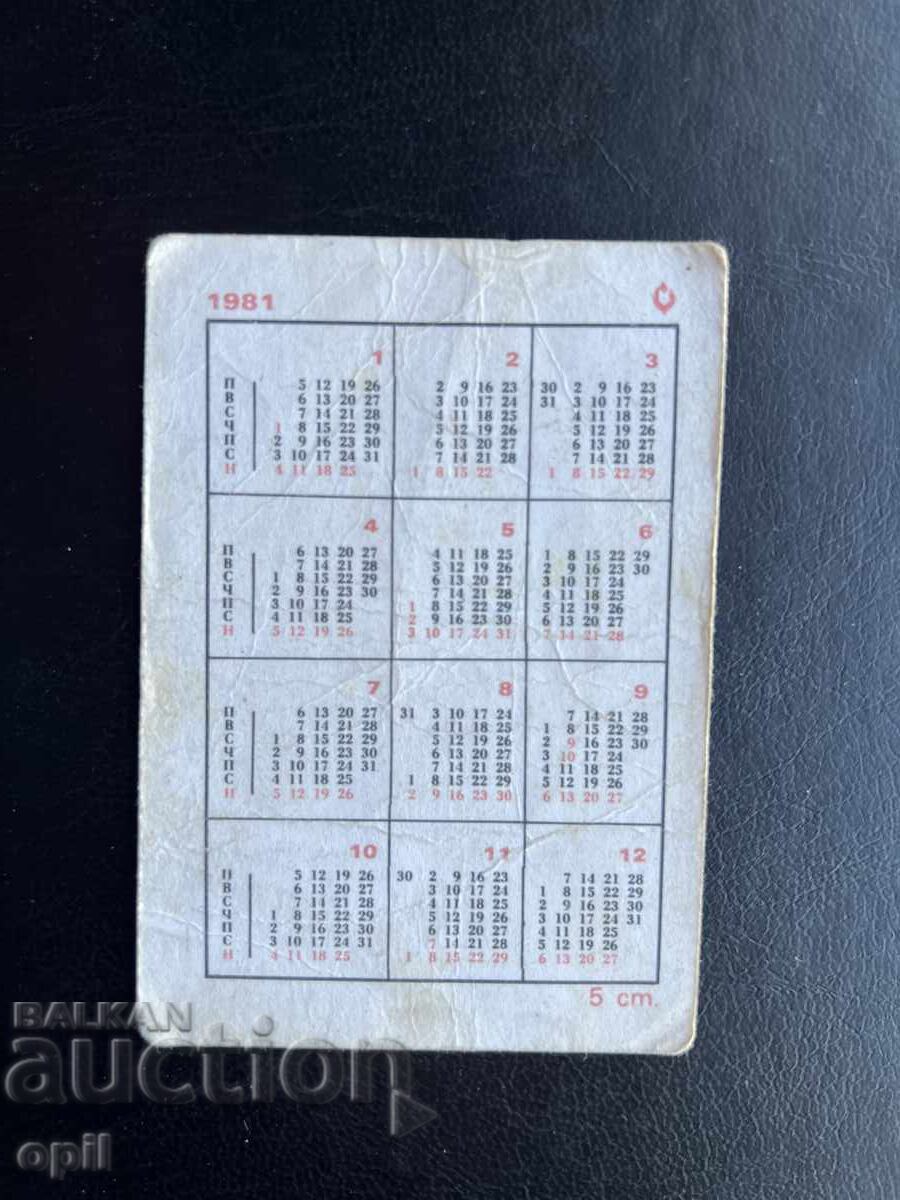 1981
1 2 3
П 5 12 19 26 2 9 16 23 30 2 9 16 23
В 6 13 20 27 3 10 17 24 31 3 10 17 24
С 7 14 21 28 4 11 18 25 4 11 18 25
Ч 1 8 15 22 29 5 12 19 26 5 12 19 26
П 2 9 16 23 30 6 13 20 27 6 13 20 27
С 3 10 17 24 31 7 14 21 28 7 14 21 28
Н 4 11 18 25 1 8 15 22 1 8 15 22 29
4 5 6
П 6 13 20 27 4 11 18 25 1 8 15 22 29
В 7 14 21 28 5 12 19 26 2 9 16 23 30
С 1 8 15 22 29 6 13 20 27 3 10 17 24
Ч 2 9 16 23 30 7 14 21 28 4 11 18 25
П 3 10 17 24 1 8 15 22 29 5 12 19 26
С 4 11 18 25 2 9 16 23 30 6 13 20 27
Н 5 12 19 26 3 10 17 24 31 7 14 21 28
7 8 9
П 6 13 20 27 31 3 10 17 24 7 14 21 28
В 7 14 21 28 4 11 18 25 1 8 15 22 29
С 1 8 15 22 29 5 12 19 26 2 9 16 23 30
Ч 2 9 16 23 30 6 13 20 27 3 10 17 24
П 3 10 17 24 31 7 14 21 28 4 11 18 25
С 4 11 18 25 1 8 15 22 29 5 12 19 26
Н 5 12 19 26 2 9 16 23 30 6 13 20 27
10 11 12
П 5 12 19 26 30 2 9 16 23 7 14 21 28
В 6 13 20 27 3 10 17 24 1 8 15 22 29
С 7 14 21 28 4 11 18 25 2 9 16 23 30
Ч 1 8 15 22 29 5 12 19 26 3 10 17 24 31
П 2 9 16 23 30 6 13 20 27 4 11 18 25
С 3 10 17 24 31 7 14 21 28 5 12 19 26
Н 4 11 18 25 1 8 15 22 29 6 13 20 27
5 cm.
BALKAN
auction
opil